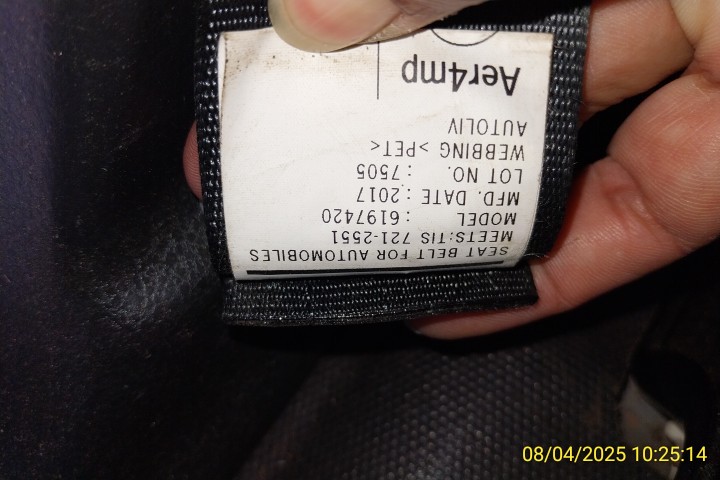 SEAT BELT FOR AUTOMOBILES
MEETS:TIS 721-2551
MODEL : 6197420
MFD. DATE : 2017
LOT NO. : 7505
WEBBING >PET<
AUTOLIV
Aer4mp
08/04/2025 10:25:14